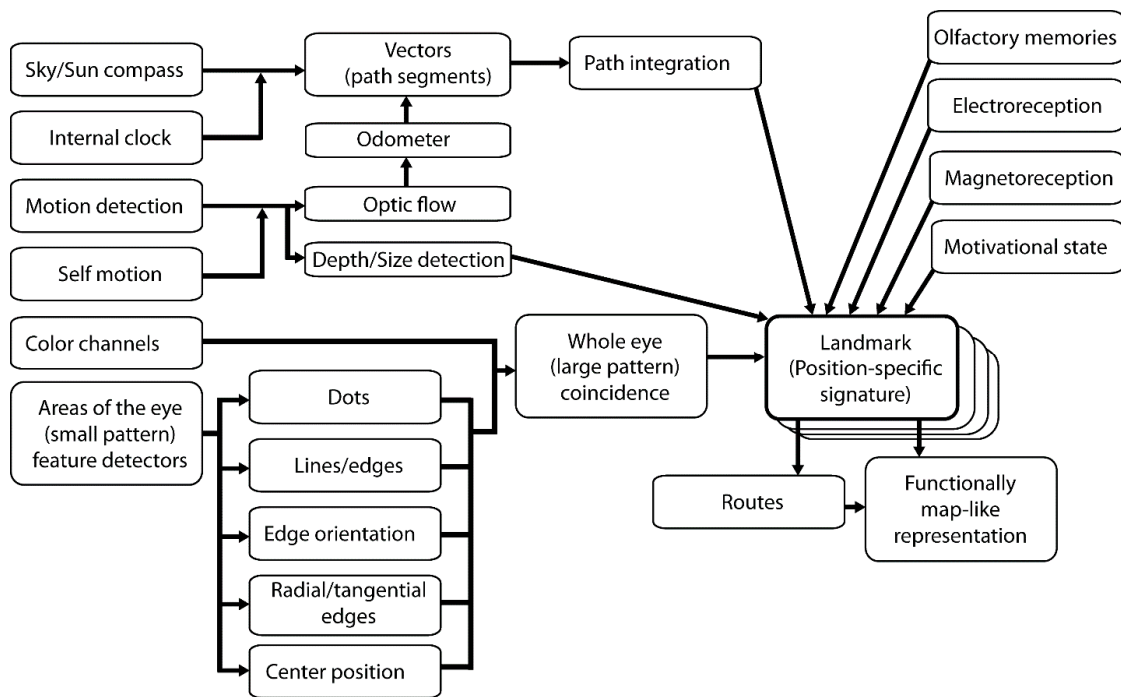 Sky/Sun compass
Internal clock
Motion detection
Self motion
Color channels
Areas of the eye
(small pattern)
feature detectors
Vectors
(path segments)
Odometer
Optic flow
Depth/Size detection
Path integration
Dots
Lines/edges
Edge orientation
Radial/tangential
edges
Center position
Whole eye
(large pattern)
coincidence
Olfactory memories
Electroreception
Magnetoreception
Motivational state
Landmark
(Position-specific
signature)
Routes
Functionally
map-like
representation